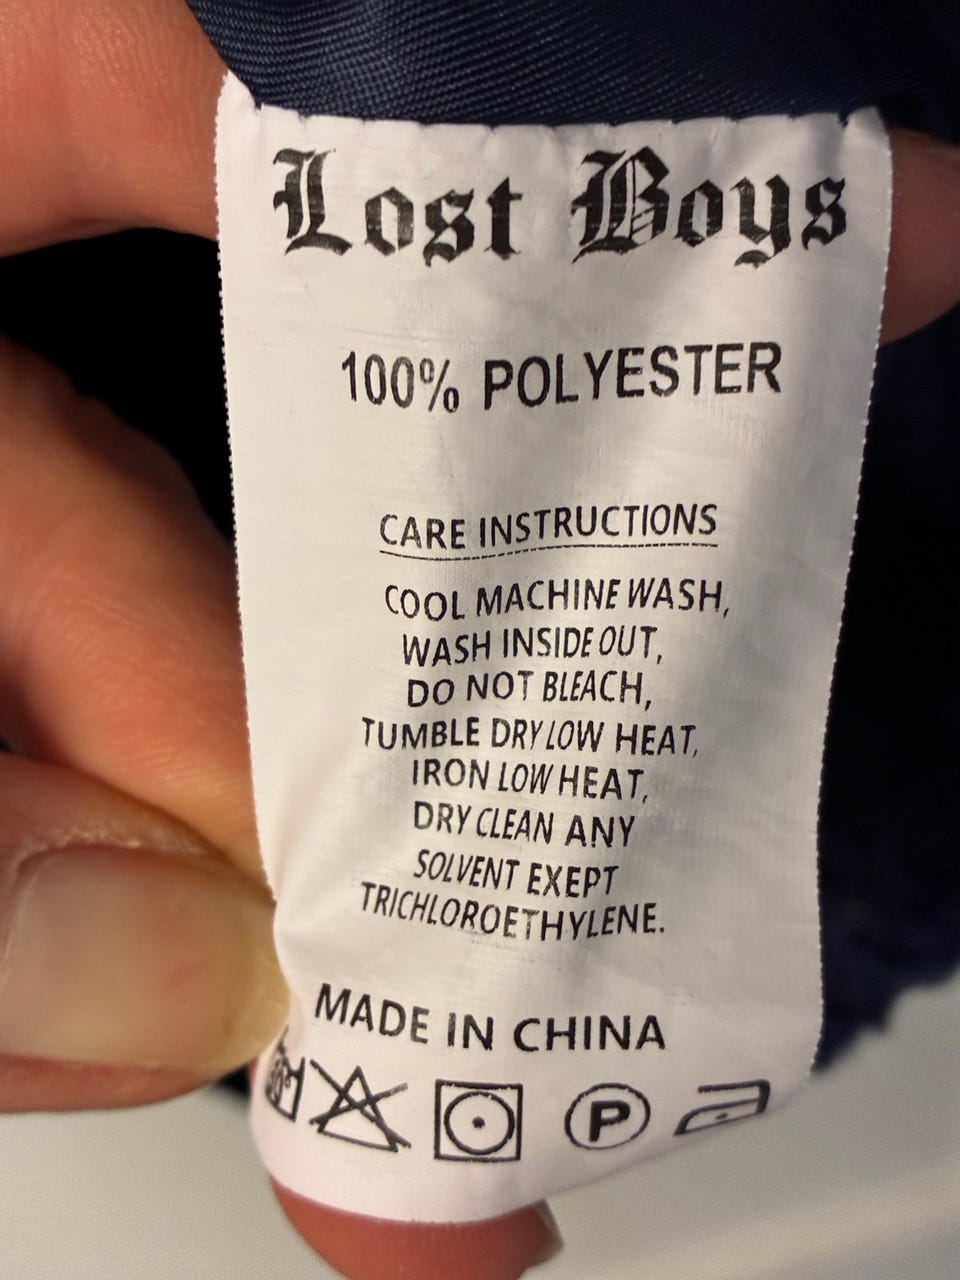 Lost Boys
100% POLYESTER
CARE INSTRUCTIONS
COOL MACHINE WASH,
WASH INSIDE OUT,
DO NOT BLEACH,
TUMBLE DRY LOW HEAT,
IRON LOW HEAT,
DRY CLEAN ANY
SOLVENT EXEPT
TRICHLOROETHYLENE.
MADE IN CHINA
P